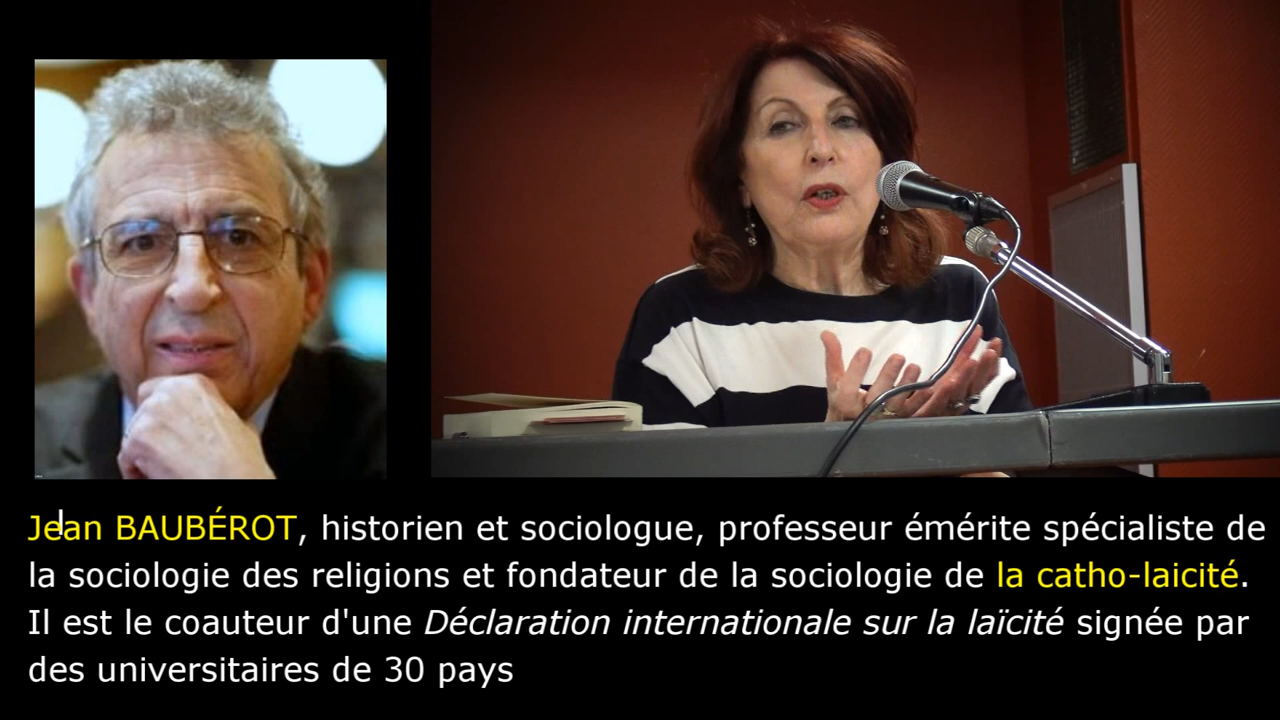 Jean BAUBÉROT, historien et sociologue, professeur émérite spécialiste de
la sociologie des religions et fondateur de la sociologie de la catho-laicité.
Il est le coauteur d'une Déclaration internationale sur la laïcité signée par
des universitaires de 30 pays